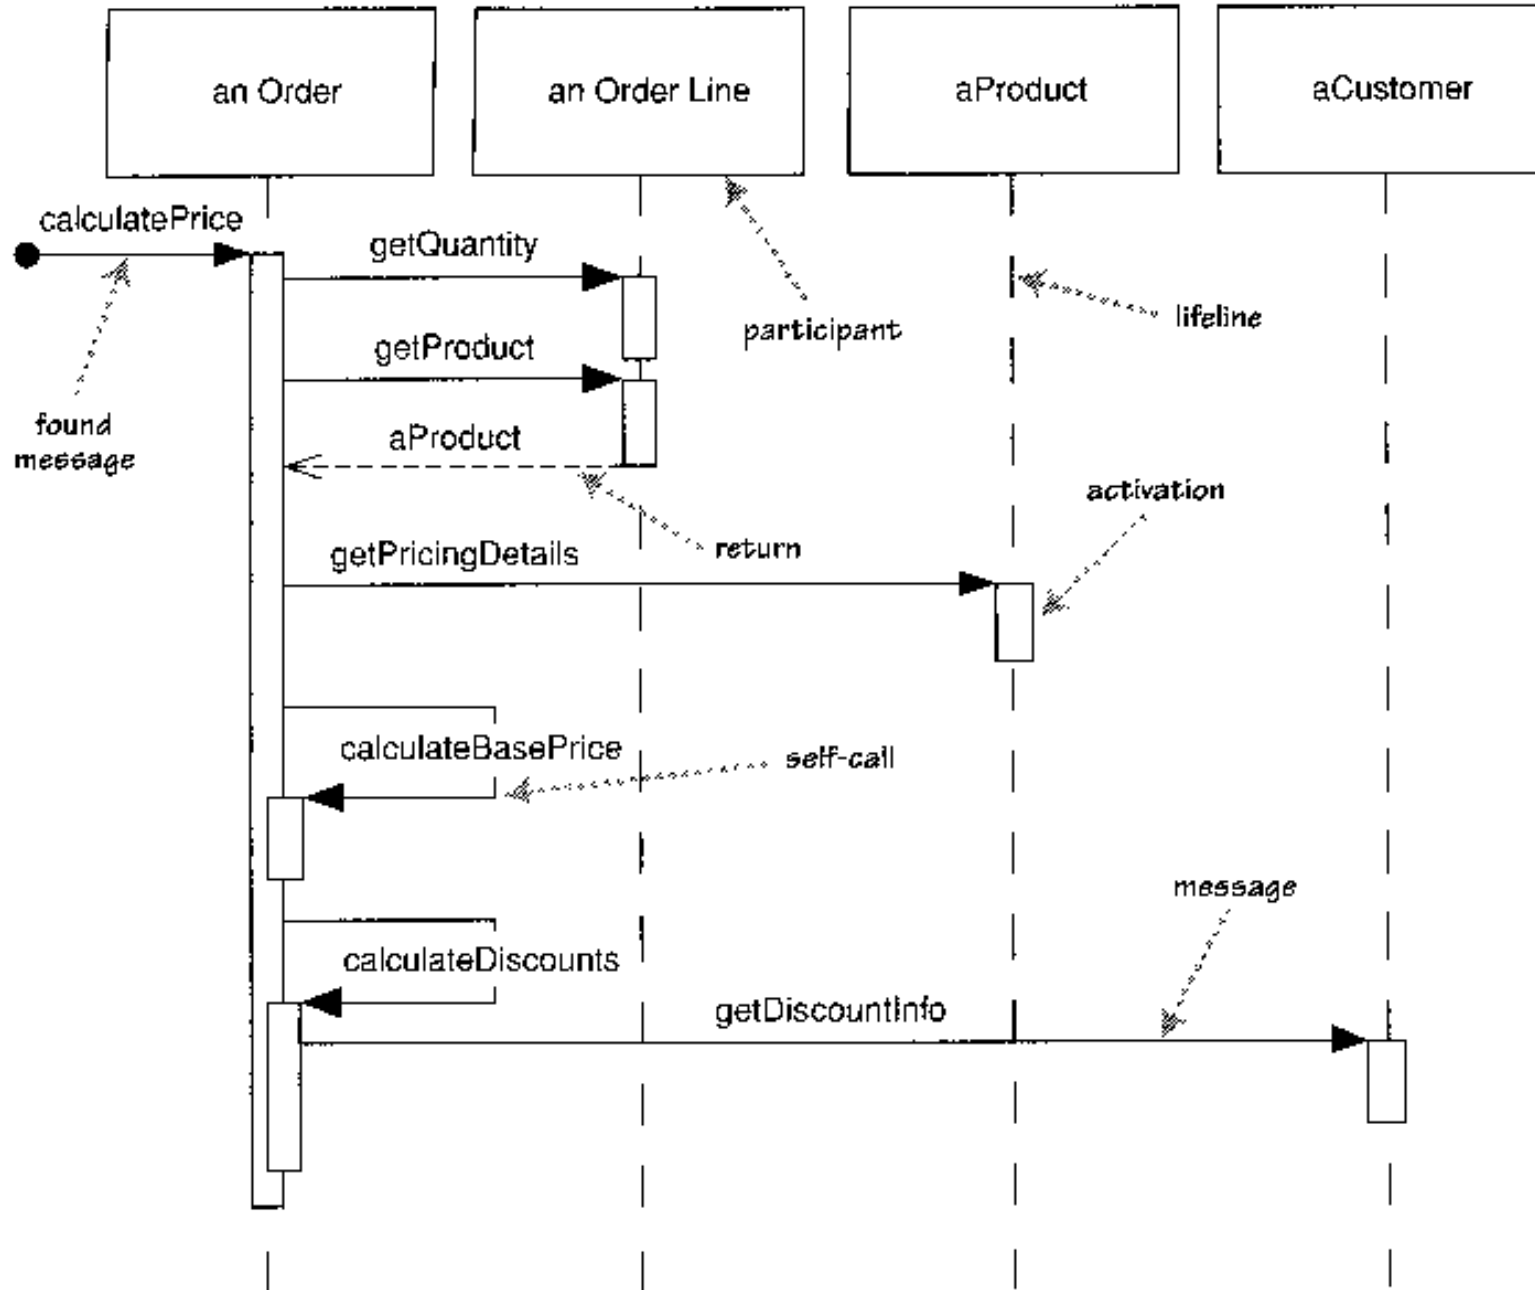 an Order
an Order Line
aProduct
aCustomer
calculatePrice
getQuantity
participant
lifeline
getProduct
found
message
aProduct
activation
return
getPricingDetails
calculateBasePrice
self-call
message
calculateDiscounts
getDiscountInfo